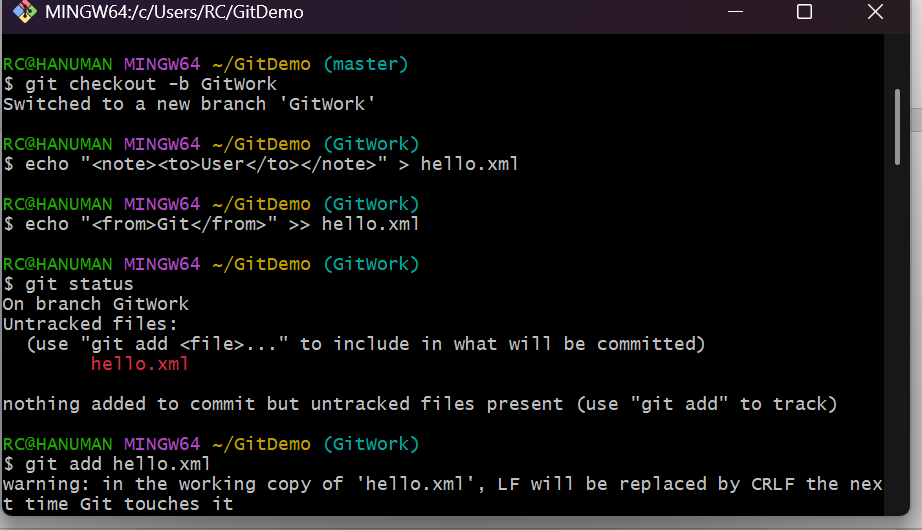 MINGW64:/c/Users/RC/GitDemo
RC@HANUMAN MINGW64 ~/GitDemo (master)
$ git checkout -b GitWork
Switched to a new branch 'GitWork'
RC@HANUMAN MINGW64 ~/GitDemo (GitWork)
$ echo "<note><to>User</to></note>" > hello.xml
RC@HANUMAN MINGW64 ~/GitDemo (GitWork)
$ echo "<from>Git</from>" >> hello.xml
RC@HANUMAN MINGW64 ~/GitDemo (GitWork)
$ git status
On branch GitWork
Untracked files:
  (use "git add <file>..." to include in what will be committed)
        hello.xml
nothing added to commit but untracked files present (use "git add" to track)
RC@HANUMAN MINGW64 ~/GitDemo (GitWork)
$ git add hello.xml
warning: in the working copy of 'hello.xml', LF will be replaced by CRLF the nex
t time Git touches it